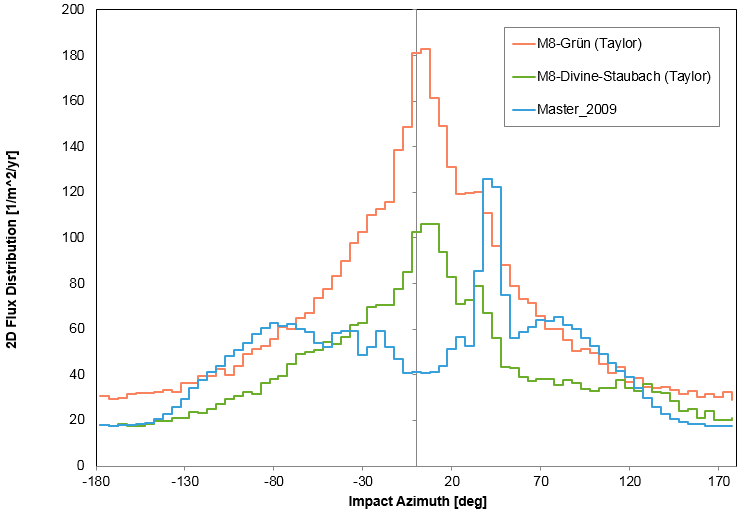 200
180
160
140
120
100
80
60
40
20
0
2D Flux Distribution [1/m^2/yr]
M8-Grün (Taylor)
M8-Divine-Staubach (Taylor)
Master_2009
-180 -130 -80 -30 20 70 120 170
Impact Azimuth [deg]